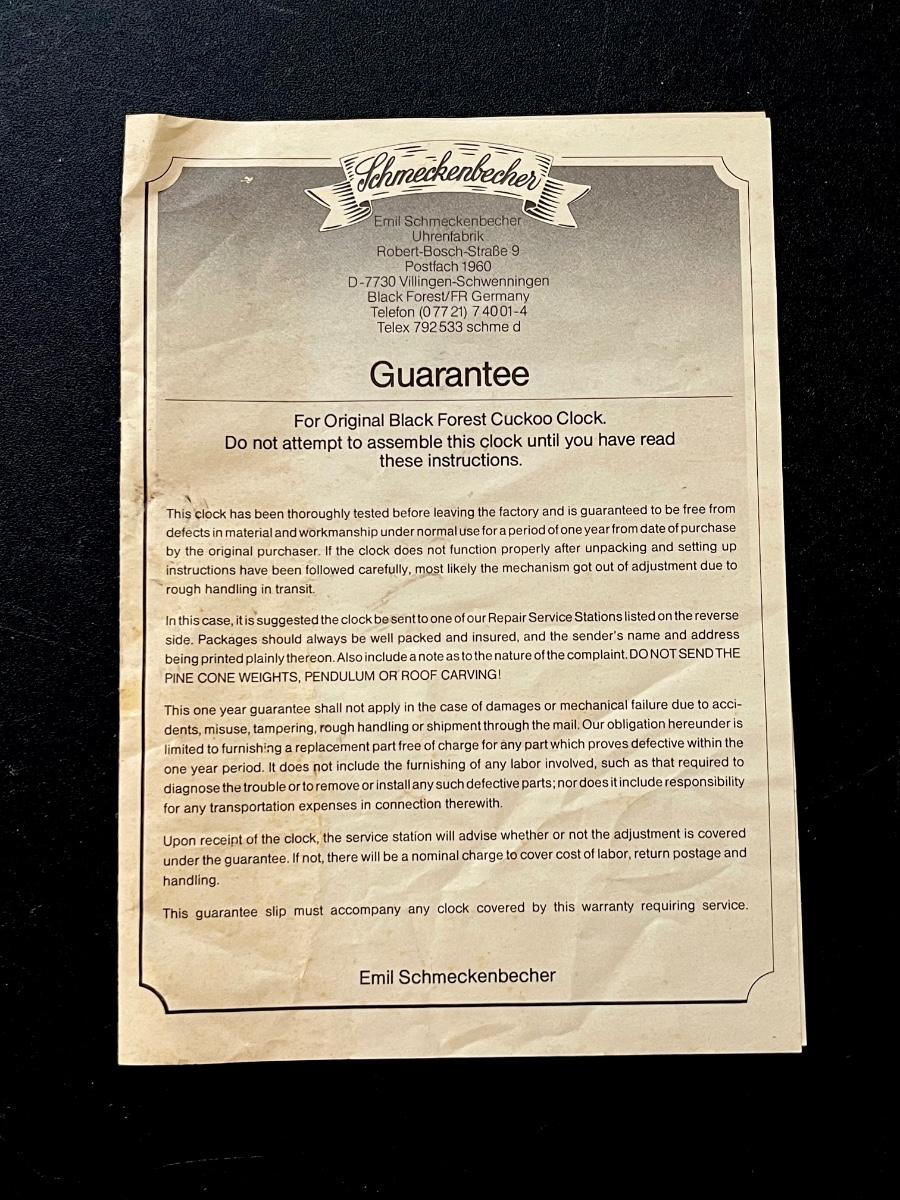 Schmeckenbecher
Emil Schmeckenbecher
Uhrenfabrik
Robert-Bosch-Straße 9
Postfach 1960
D-7730 Villingen-Schwenningen
Black Forest/FR Germany
Telefon (0 77 21) 7 40 01-4
Telex 792 533 schme d
Guarantee
For Original Black Forest Cuckoo Clock.
Do not attempt to assemble this clock until you have read
these instructions.
This clock has been thoroughly tested before leaving the factory and is guaranteed to be free from
defects in material and workmanship under normal use for a period of one year from date of purchase
by the original purchaser. If the clock does not function properly after unpacking and setting up
instructions have been followed carefully, most likely the mechanism got out of adjustment due to
rough handling in transit.
In this case, it is suggested the clock be sent to one of our Repair Service Stations listed on the reverse
side. Packages should always be well packed and insured, and the sender's name and address
being printed plainly thereon. Also include a note as to the nature of the complaint. DO NOT SEND THE
PINE CONE WEIGHTS, PENDULUM OR ROOF CARVING!
This one year guarantee shall not apply in the case of damages or mechanical failure due to acci-
dents, misuse, tampering, rough handling or shipment through the mail. Our obligation hereunder is
limited to furnishing a replacement part free of charge for any part which proves defective within the
one year period. It does not include the furnishing of any labor involved, such as that required to
diagnose the trouble or to remove or install any such defective parts; nor does it include responsibility
for any transportation expenses in connection therewith.
Upon receipt of the clock, the service station will advise whether or not the adjustment is covered
under the guarantee. If not, there will be a nominal charge to cover cost of labor, return postage and
handling.
This guarantee slip must accompany any clock covered by this warranty requiring service.
Emil Schmeckenbecher